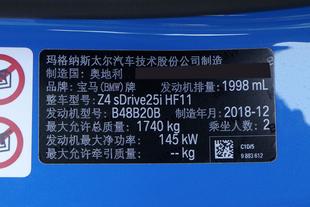 玛格纳斯太尔汽车技术股份公司制造
制造国：奥地利
品牌：宝马(BMW)牌 发动机排量：1998 mL
整车型号：Z4 sDrive25i HF11
发动机型号：B48B20B 制造年月：2018-12
最大允许总质量：1740 kg 乘坐人数：2
发动机最大净功率：145 kW
最大允许牵引质量：-- kg
C1D/5
9 883 612